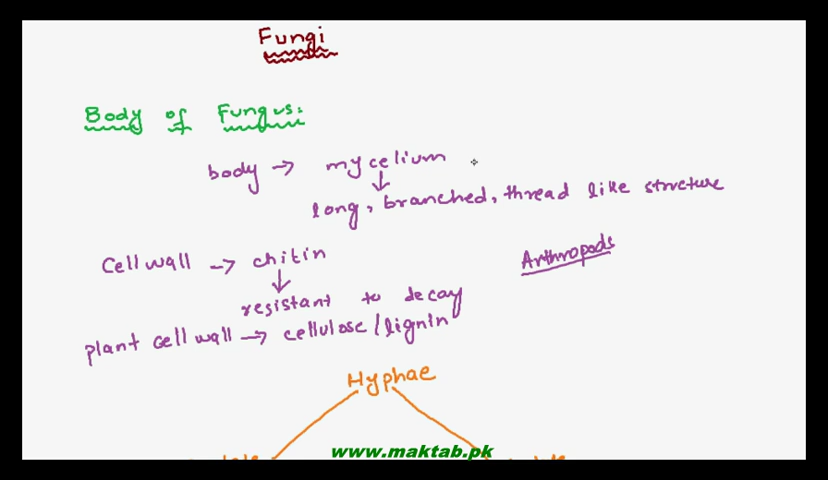 Fungi
Body of Fungus:
body → mycelium
↓
long, branched, thread like structure
Cell wall → chitin
Arthropods
↓
resistant to decay
plant cell wall → cellulose/lignin
Hyphae
www.maktab.pk